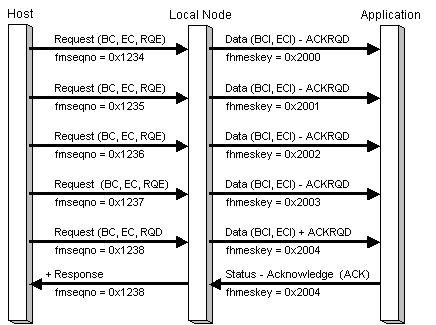 Host Local Node Application
Request (BC, EC, RQE) Data (BCI, ECI) - ACKRQD
fmseqno = 0x1234 fhmeskey = 0x2000
Request (BC, EC, RQE) Data (BCI, ECI) - ACKRQD
fmseqno = 0x1235 fhmeskey = 0x2001
Request (BC, EC, RQE) Data (BCI, ECI) - ACKRQD
fmseqno = 0x1236 fhmeskey = 0x2002
Request (BC, EC, RQE) Data (BCI, ECI) - ACKRQD
fmseqno = 0x1237 fhmeskey = 0x2003
Request (BC, EC, RQD Data (BCI, ECI) + ACKRQD
fmseqno = 0x1238 fhmeskey = 0x2004
+ Response Status - Acknowledge (ACK)
fmseqno = 0x1238 fhmeskey = 0x2004